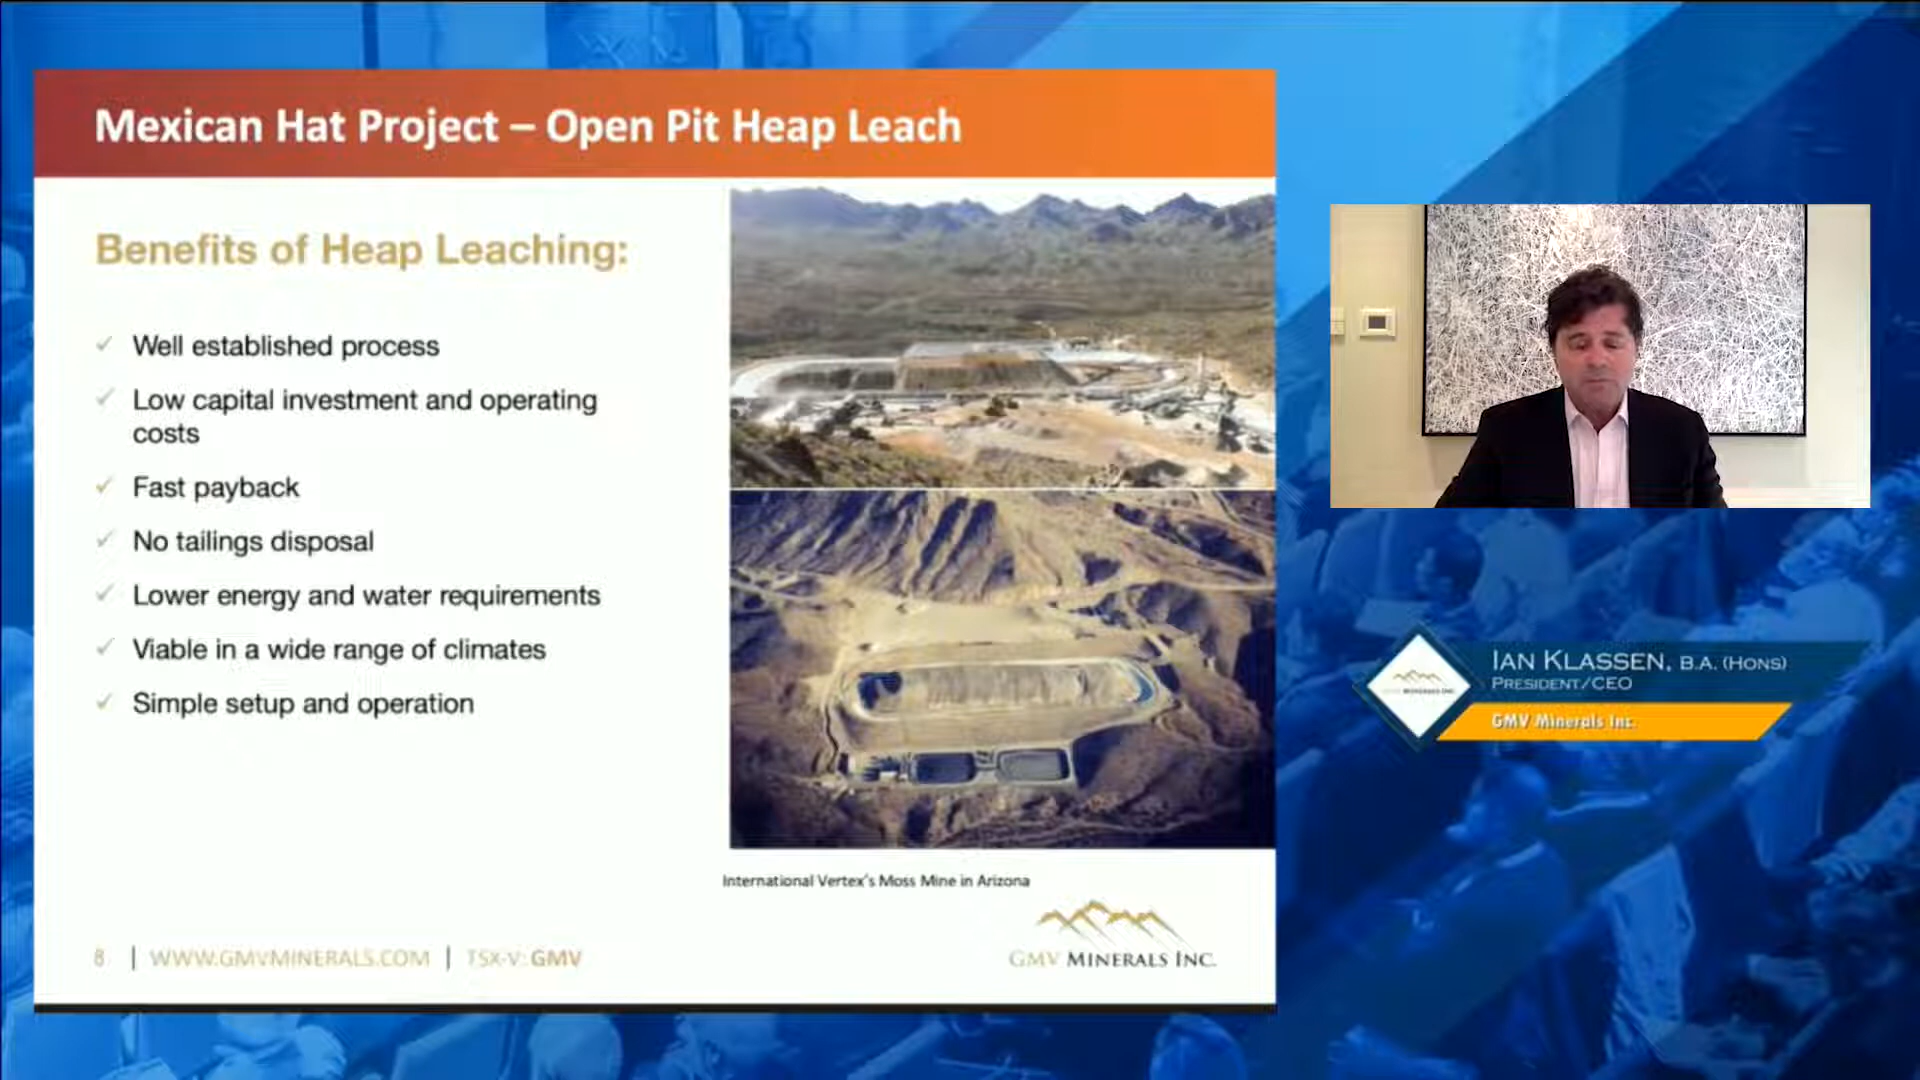 Mexican Hat Project – Open Pit Heap Leach
Benefits of Heap Leaching:
✓ Well established process
✓ Low capital investment and operating
costs
✓ Fast payback
✓ No tailings disposal
✓ Lower energy and water requirements
✓ Viable in a wide range of climates
✓ Simple setup and operation
International Vertex's Moss Mine in Arizona
8 | WWW.GMVMINERALS.COM | TSX-V: GMV
GMV MINERALS INC.
IAN KLASSEN, B.A. (HONS)
PRESIDENT/CEO
GMV Minerals Inc.